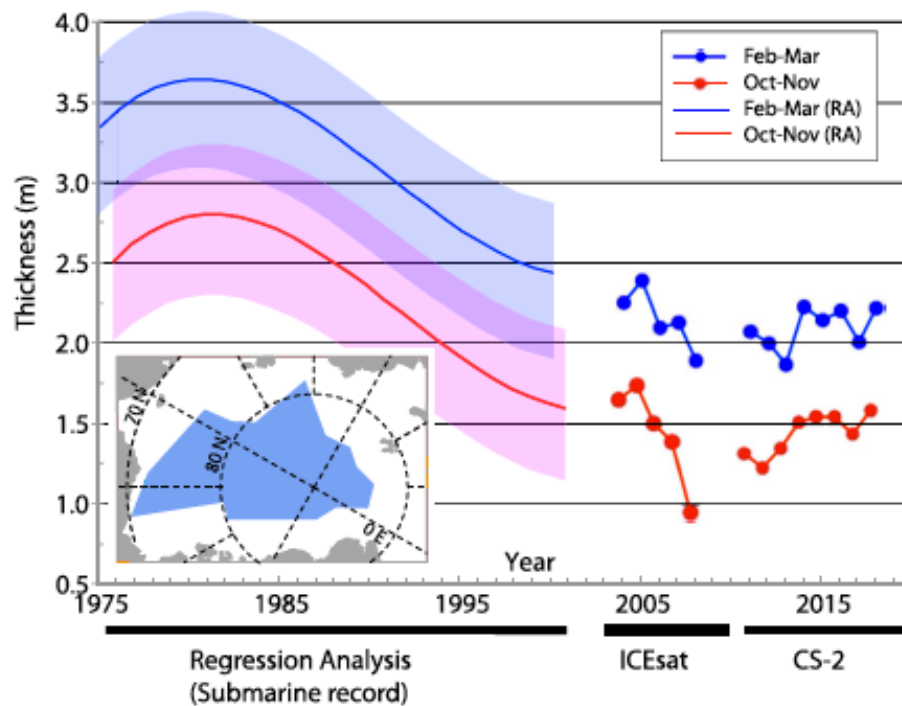 4.0
3.5
3.0
2.5
2.0
1.5
1.0
0.5
Thickness (m)
Feb-Mar
Oct-Nov
Feb-Mar (RA)
Oct-Nov (RA)
70 N
80 N
0 E
Year
1975 1985 1995 2005 2015
Regression Analysis
(Submarine record)
ICEsat
CS-2